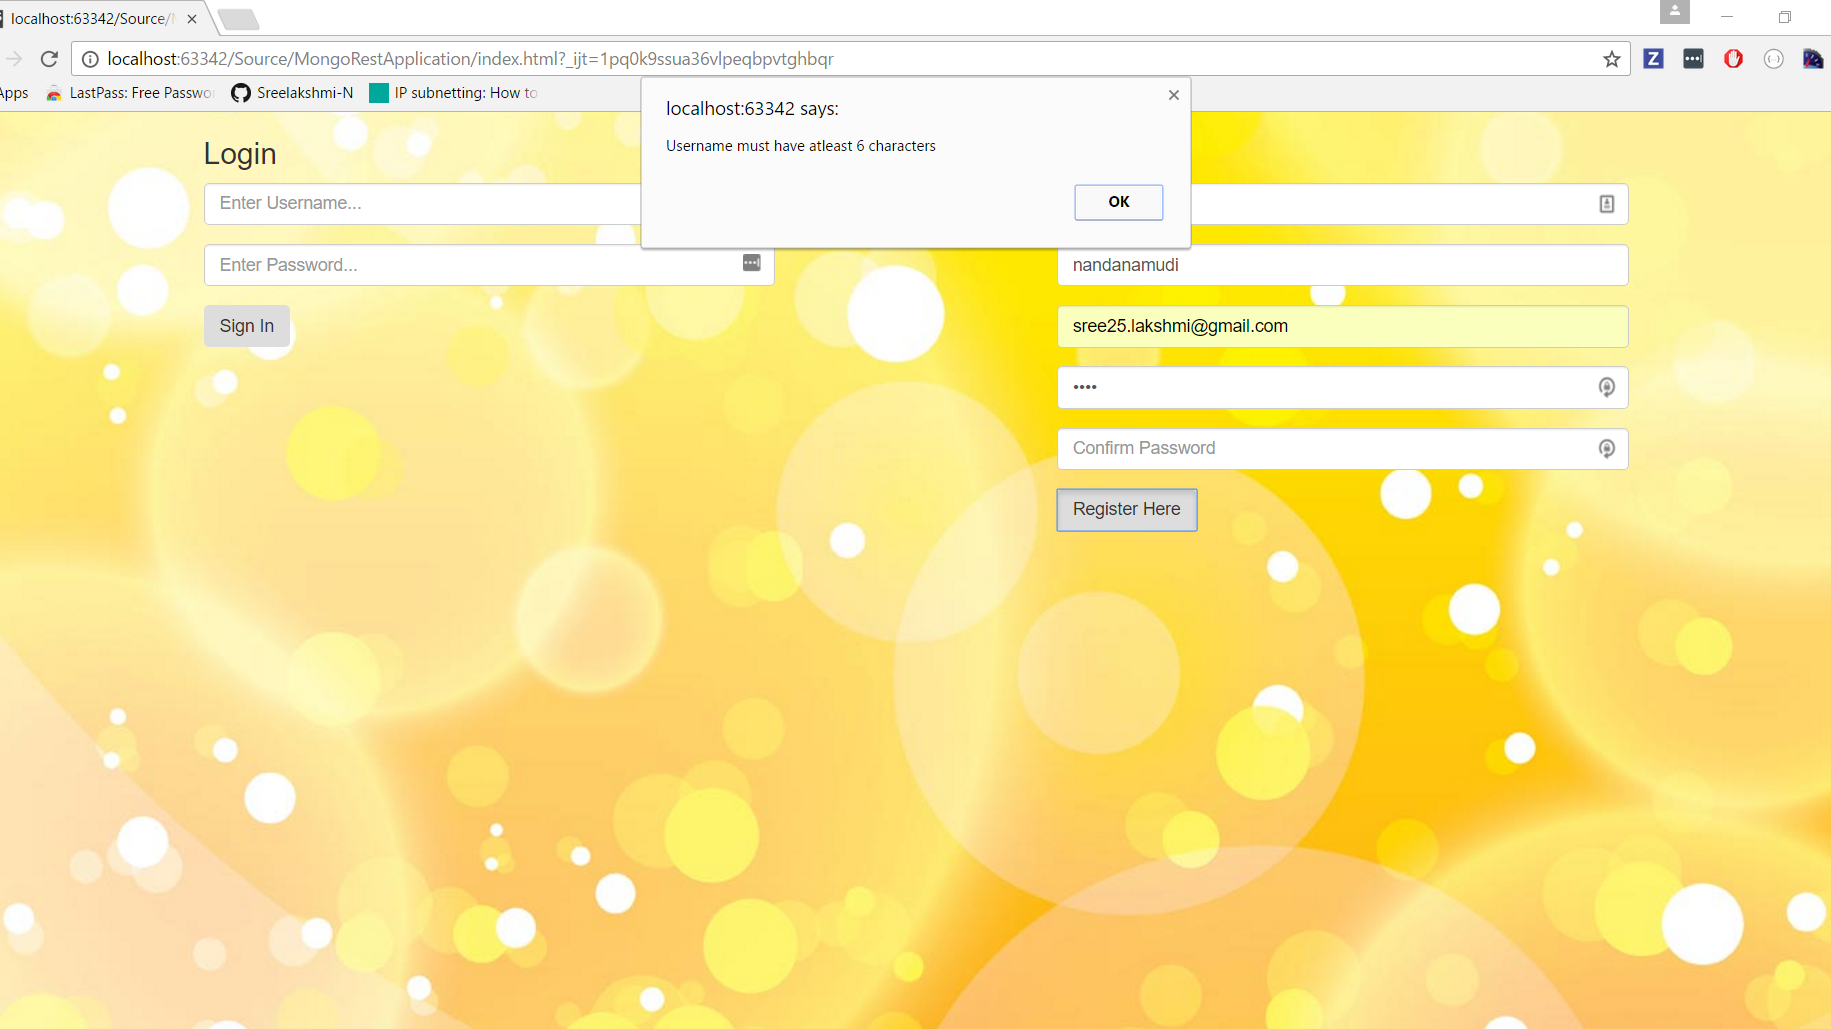 localhost:63342/Source/
localhost:63342/Source/MongoRestApplication/index.html?_ijt=1pq0k9ssua36vlpeqbpvtghbqr
Apps LastPass: Free Passwo Sreelakshmi-N IP subnetting: How to
localhost:63342 says:
Username must have atleast 6 characters
OK
Login
Enter Username...
Enter Password...
Sign In
nandanamudi
sree25.lakshmi@gmail.com
••••
Confirm Password
Register Here